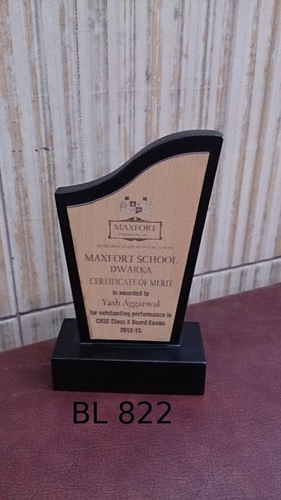 MAXFORT
MAXFORT SCHOOL
DWARKA
CERTIFICATE OF MERIT
is awarded to
Yash Aggarwal
for outstanding performance in
CBSE Class X Board Exams
2012-13
BL 822